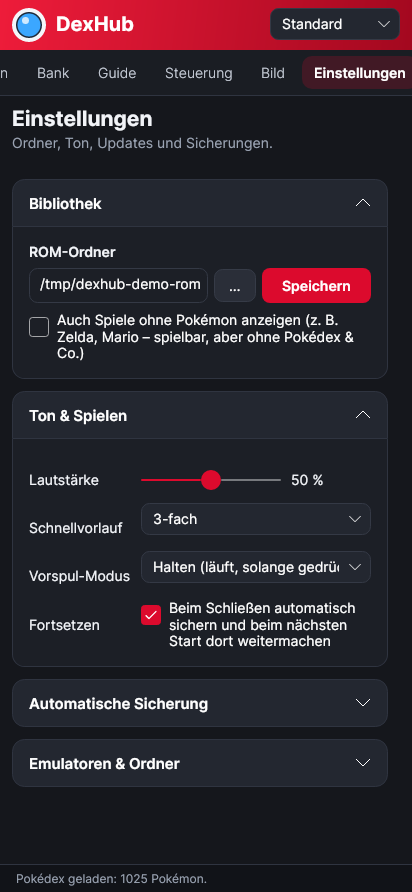 DexHub
Standard
n Bank Guide Steuerung Bild Einstellungen
Einstellungen
Ordner, Ton, Updates und Sicherungen.
Bibliothek
ROM-Ordner
/tmp/dexhub-demo-rom ... Speichern
Auch Spiele ohne Pokémon anzeigen (z. B.
Zelda, Mario – spielbar, aber ohne Pokédex &
Co.)
Ton & Spielen
Lautstärke 50 %
Schnellvorlauf 3-fach
Vorspul-Modus Halten (läuft, solange gedrüc
Fortsetzen
Beim Schließen automatisch
sichern und beim nächsten
Start dort weitermachen
Automatische Sicherung
Emulatoren & Ordner
Pokédex geladen: 1025 Pokémon.